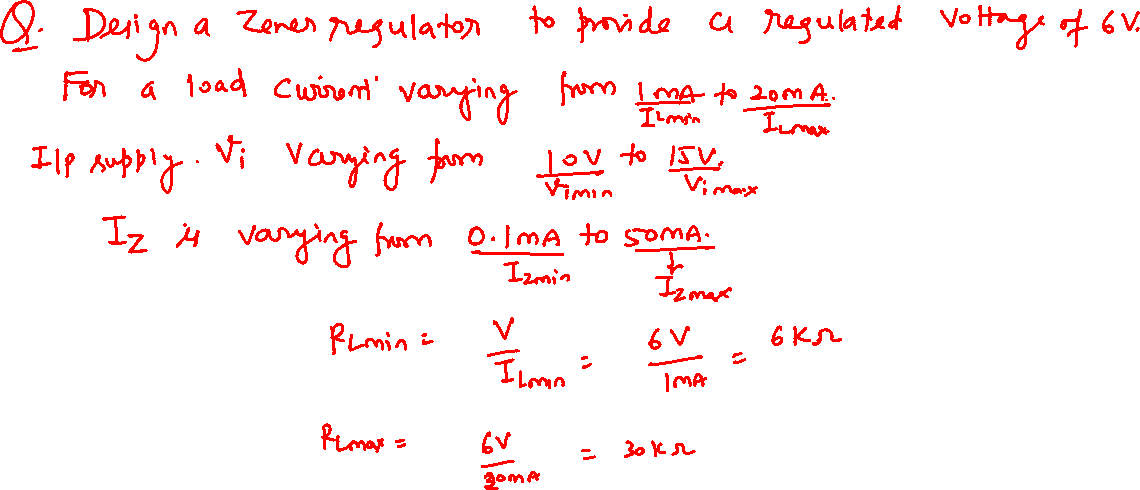 Q. Design a Zener regulator to provide a regulated voltage of 6V.
For a load current varying from 1mA to 20mA.
ILmin ILmax
I/p supply. Vi Varying from 10V to 15V.
Vimin Vimax
IZ is varying from 0.1mA to 50mA.
Izmin Izmax
RLmin = V/ILmin = 6V/1mA = 6KΩ
RLmax = 6V/20mA = 30KΩ